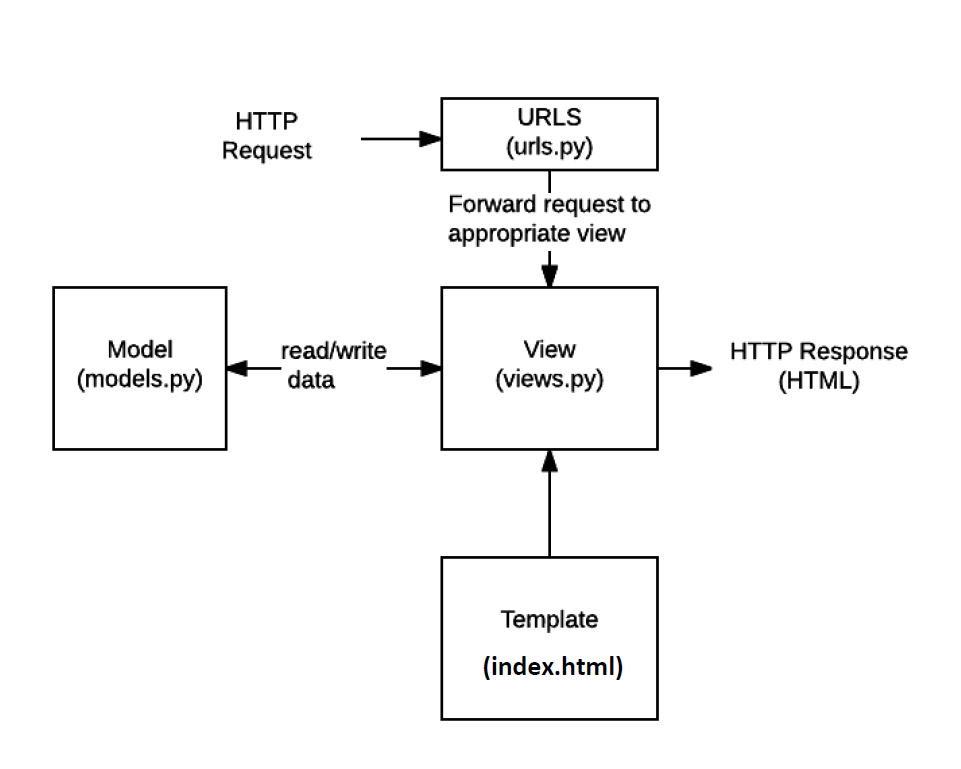 HTTP
Request
URLS
(urls.py)
Forward request to
appropriate view
Model
(models.py)
read/write
data
View
(views.py)
HTTP Response
(HTML)
Template
(index.html)